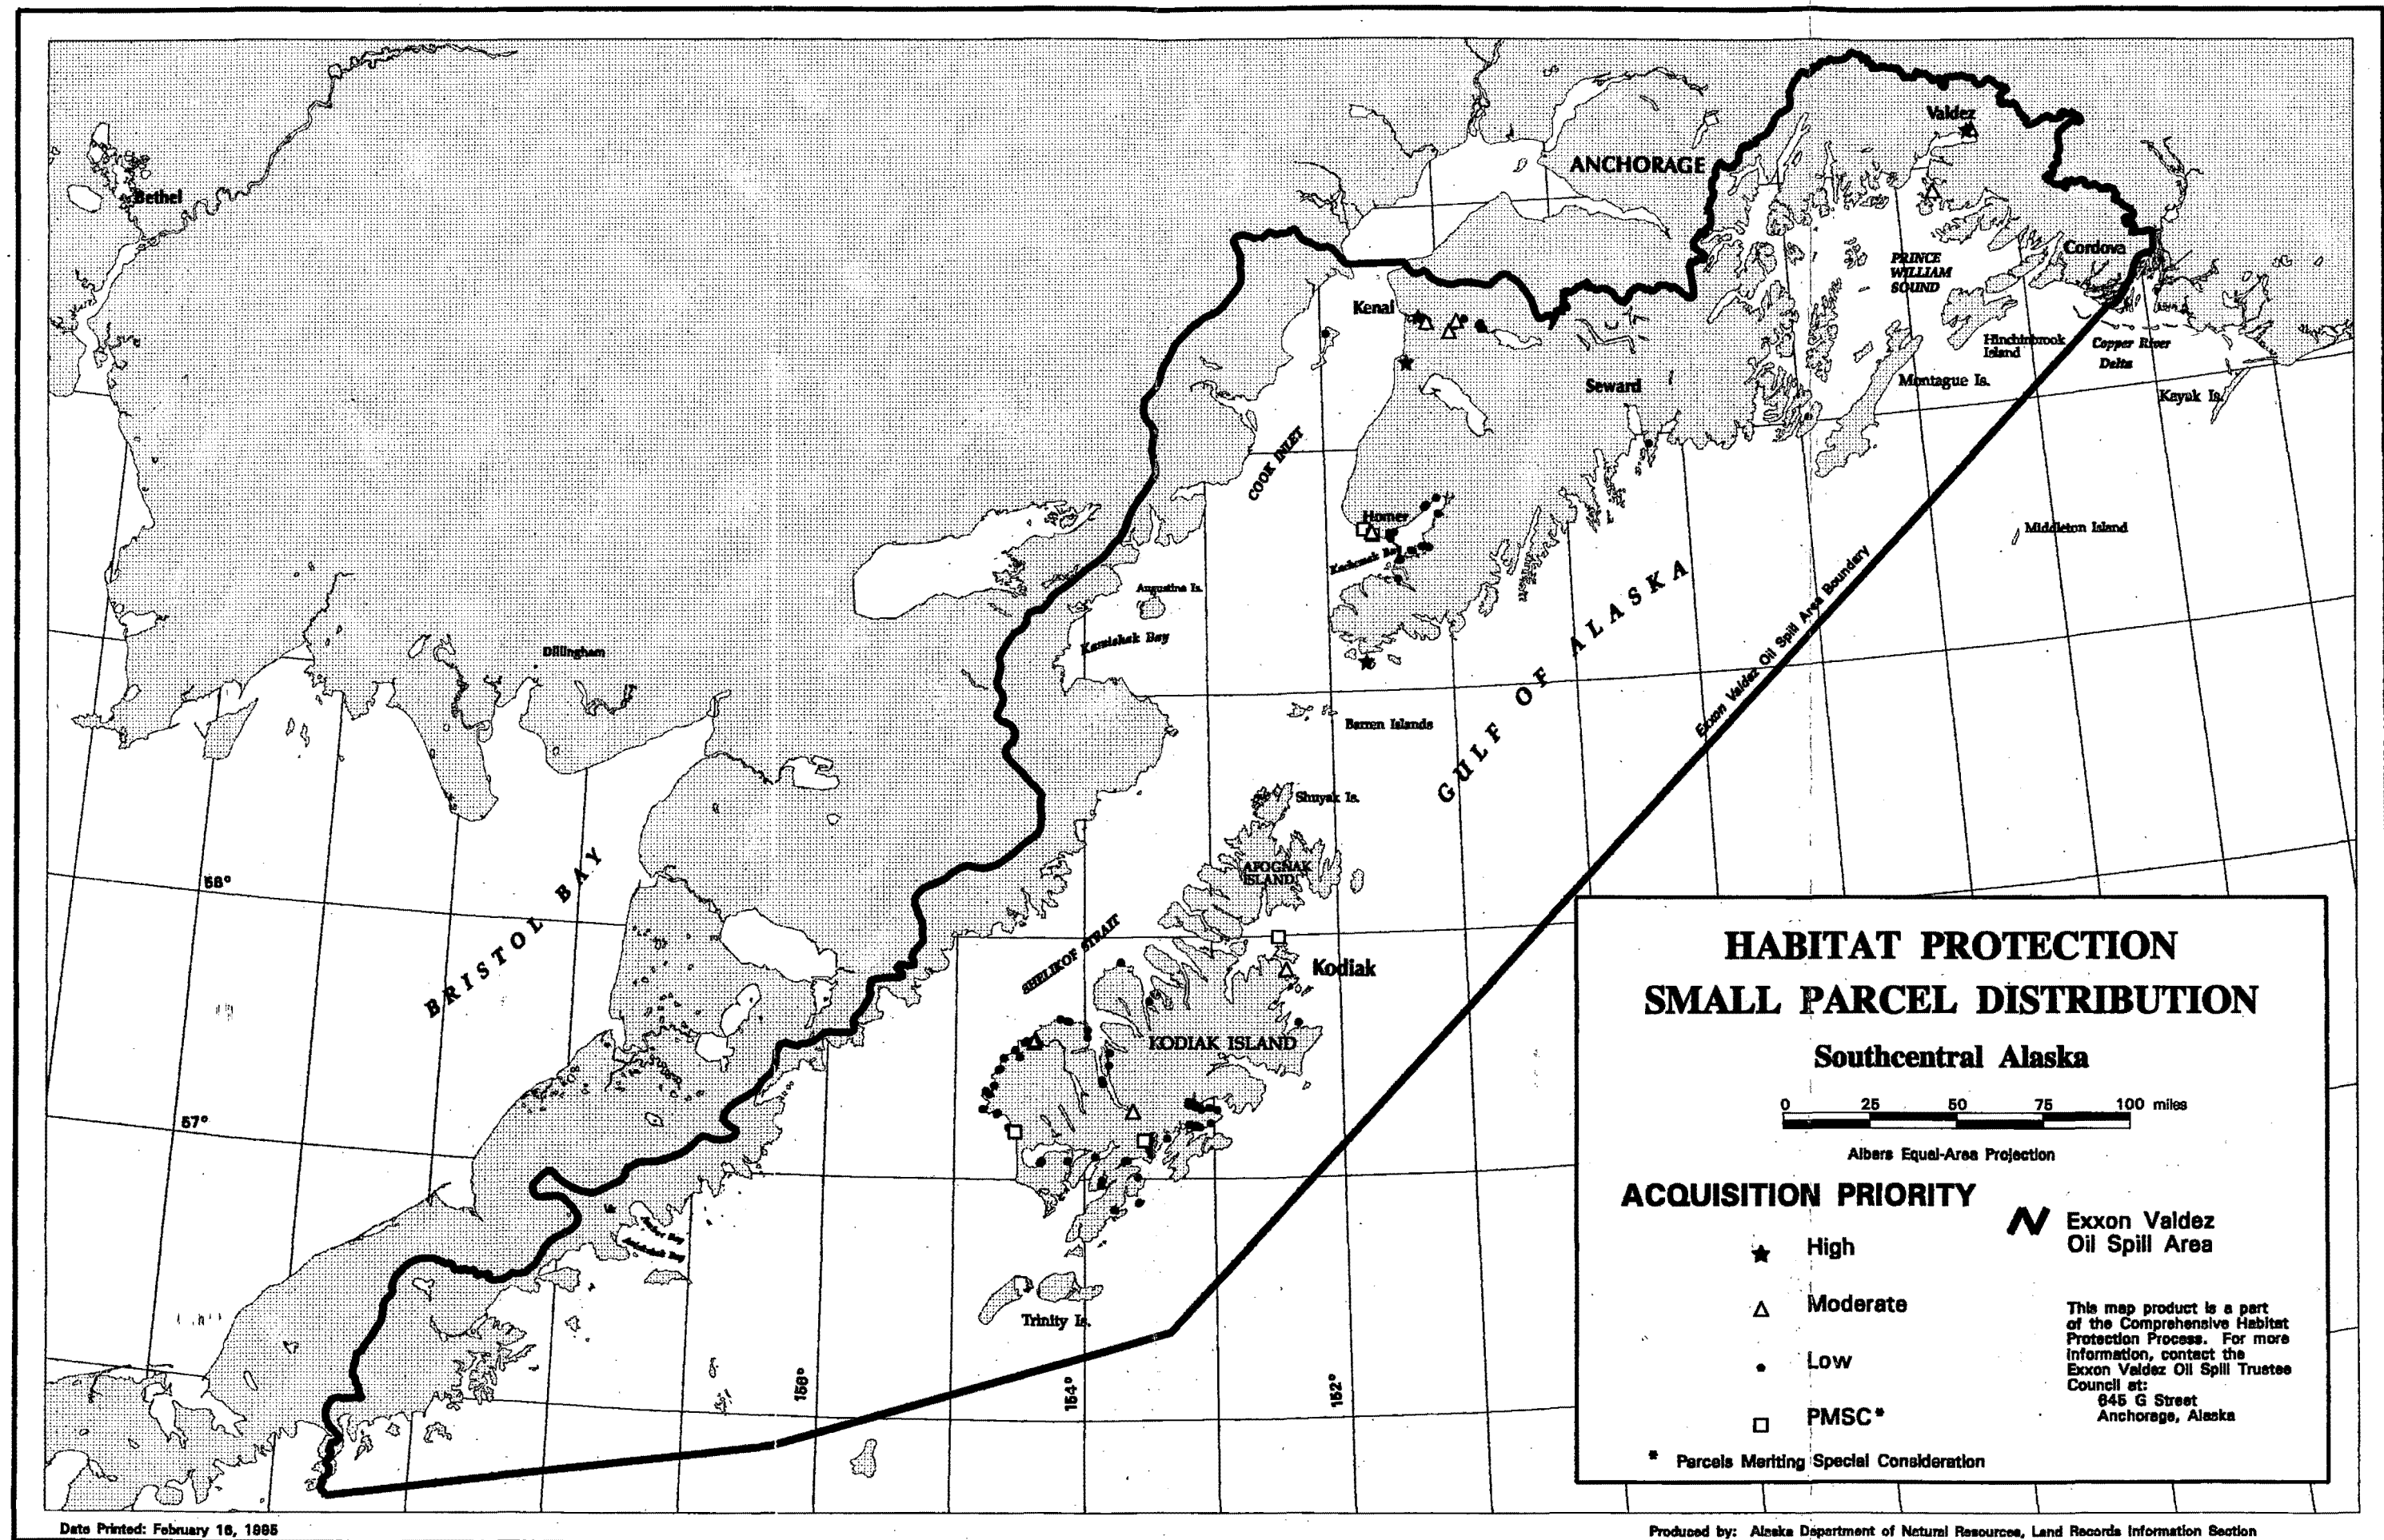 Bethel
ANCHORAGE
Valdez
PRINCE
WILLIAM
SOUND
Cordova
Kenai
Hinchinbrook
Island
Copper River
Delta
Montague Is.
Kayak Is.
Seward
COOK INLET
Homer
Kachemak Bay
Middleton Island
Augustine Is.
Kamishak Bay
Dillingham
GULF OF ALASKA
Exxon Valdez Oil Spill Area Boundary
Barren Islands
Shuyak Is.
AFOGNAK
ISLAND
BRISTOL BAY
58°
SHELIKOF STRAIT
Kodiak
KODIAK ISLAND
57°
Trinity Is.
156°
154°
152°
HABITAT PROTECTION
SMALL PARCEL DISTRIBUTION
Southcentral Alaska
0 25 50 75 100 miles
Albers Equal-Area Projection
ACQUISITION PRIORITY
High
Moderate
Low
PMSC*
* Parcels Meriting Special Consideration
Exxon Valdez
Oil Spill Area
This map product is a part
of the Comprehensive Habitat
Protection Process. For more
information, contact the
Exxon Valdez Oil Spill Trustee
Council at:
645 G Street
Anchorage, Alaska
Date Printed: February 16, 1995
Produced by: Alaska Department of Natural Resources, Land Records Information Section